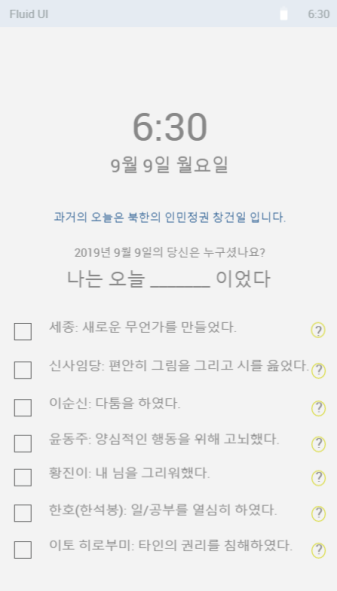 Fluid UI 6:30
6:30
9월 9일 월요일
과거의 오늘은 북한의 인민정권 창건일 입니다.
2019년 9월 9일의 당신은 누구셨나요?
나는 오늘 ______ 이었다
세종: 새로운 무언가를 만들었다. ?
신사임당: 편안히 그림을 그리고 시를 읊었다. ?
이순신: 다툼을 하였다. ?
윤동주: 양심적인 행동을 위해 고뇌했다. ?
황진이: 내 님을 그리워했다. ?
한호(한석봉): 일/공부를 열심히 하였다. ?
이토 히로부미: 타인의 권리를 침해하였다. ?